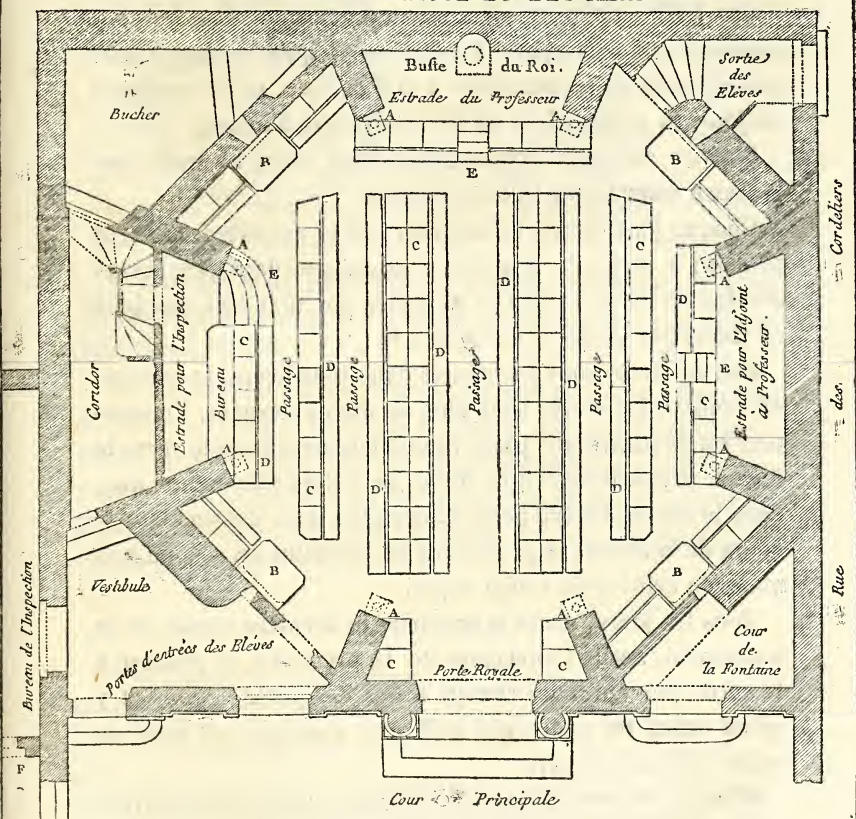 Buste du Roi.
Estrade du Professeur
Sortie
des
Elèves
Bucher
A
A
B
B
E
Cordeliers
des.
Rue
A
E
C
C
C
D
A
D
Corridor
Estrade pour l'Inspection
Bureau
Passage
Passage
Passage
Passage
Passage
D
D
D
E
C
Estrade pour l'Adjoint
à Professeur.
A
D
C
D
D
A
Bureau de l'Inspection
B
B
Vestibule
Portes d'entrées des Elèves
A
A
C
Porte Royale
C
Cour
de
la Fontaine
F
Cour Principale